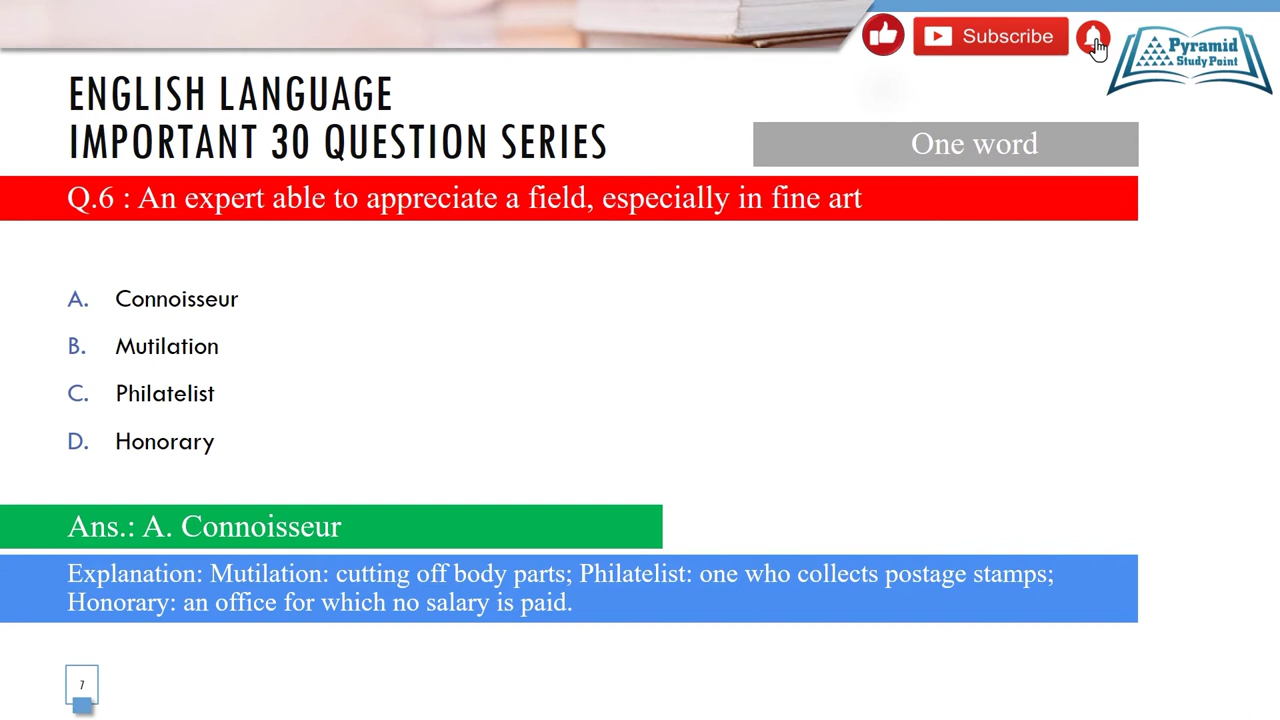 Subscribe
Pyramid
Study Point
ENGLISH LANGUAGE
IMPORTANT 30 QUESTION SERIES
One word
Q.6 : An expert able to appreciate a field, especially in fine art
A. Connoisseur
B. Mutilation
C. Philatelist
D. Honorary
Ans.: A. Connoisseur
Explanation: Mutilation: cutting off body parts; Philatelist: one who collects postage stamps;
Honorary: an office for which no salary is paid.
7